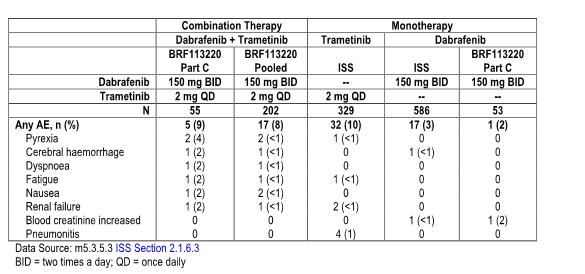 Combination Therapy Monotherapy
Dabrafenib + Trametinib Trametinib Dabrafenib
BRF113220 BRF113220 BRF113220
Part C Pooled ISS ISS Part C
Dabrafenib 150 mg BID 150 mg BID -- 150 mg BID 150 mg BID
Trametinib 2 mg QD 2 mg QD 2 mg QD -- --
N 55 202 329 586 53
Any AE, n (%) 5 (9) 17 (8) 32 (10) 17 (3) 1 (2)
Pyrexia 2 (4) 2 (<1) 1 (<1) 0 0
Cerebral haemorrhage 1 (2) 1 (<1) 0 1 (<1) 0
Dyspnoea 1 (2) 1 (<1) 0 0 0
Fatigue 1 (2) 1 (<1) 1 (<1) 0 0
Nausea 1 (2) 2 (<1) 0 0 0
Renal failure 1 (2) 1 (<1) 2 (<1) 0 0
Blood creatinine increased 0 0 0 1 (<1) 1 (2)
Pneumonitis 0 0 4 (1) 0 0
Data Source: m5.3.5.3 ISS Section 2.1.6.3
BID = two times a day; QD = once daily